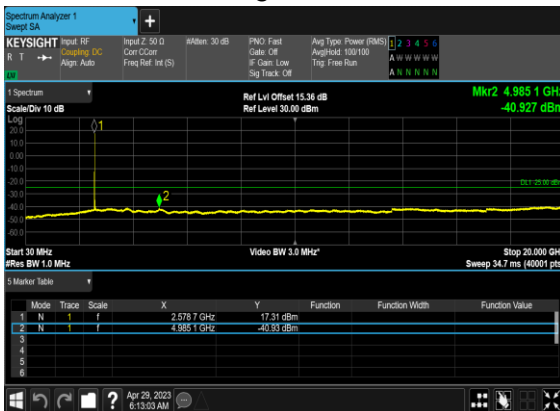 Spectrum Analyzer 1
Swept SA
KEYSIGHT Input: RF Input Z: 50 Ω #Atten: 30 dB PNO: Fast Avg Type: Power (RMS) 1 2 3 4 5 6
R T Coupling: DC Corr CCorr Gate: Off Avg|Hold: 100/100 A W W W W W
Align: Auto Freq Ref: Int (S) IF Gain: Low Trig: Free Run
LV Sig Track: Off A N N N N N
1 Spectrum Ref Lvl Offset 15.36 dB Mkr2 4.985 1 GHz
Scale/Div 10 dB Ref Level 30.00 dBm -40.927 dBm
Log
20.0
10.0
0.00
-10.0
-20.0
-30.0
-40.0
-50.0
-60.0
1
2
DL1 -25.00 dBm
Start 30 MHz Video BW 3.0 MHz* Stop 20.000 GH
#Res BW 1.0 MHz Sweep 34.7 ms (40001 pts
5 Marker Table
Mode Trace Scale X Y Function Function Width Function Value
1 N 1 f 2.578 7 GHz 17.31 dBm
2 N 1 f 4.985 1 GHz -40.93 dBm
3
4
5
6
? Apr 29, 2023
6:13:03 AM